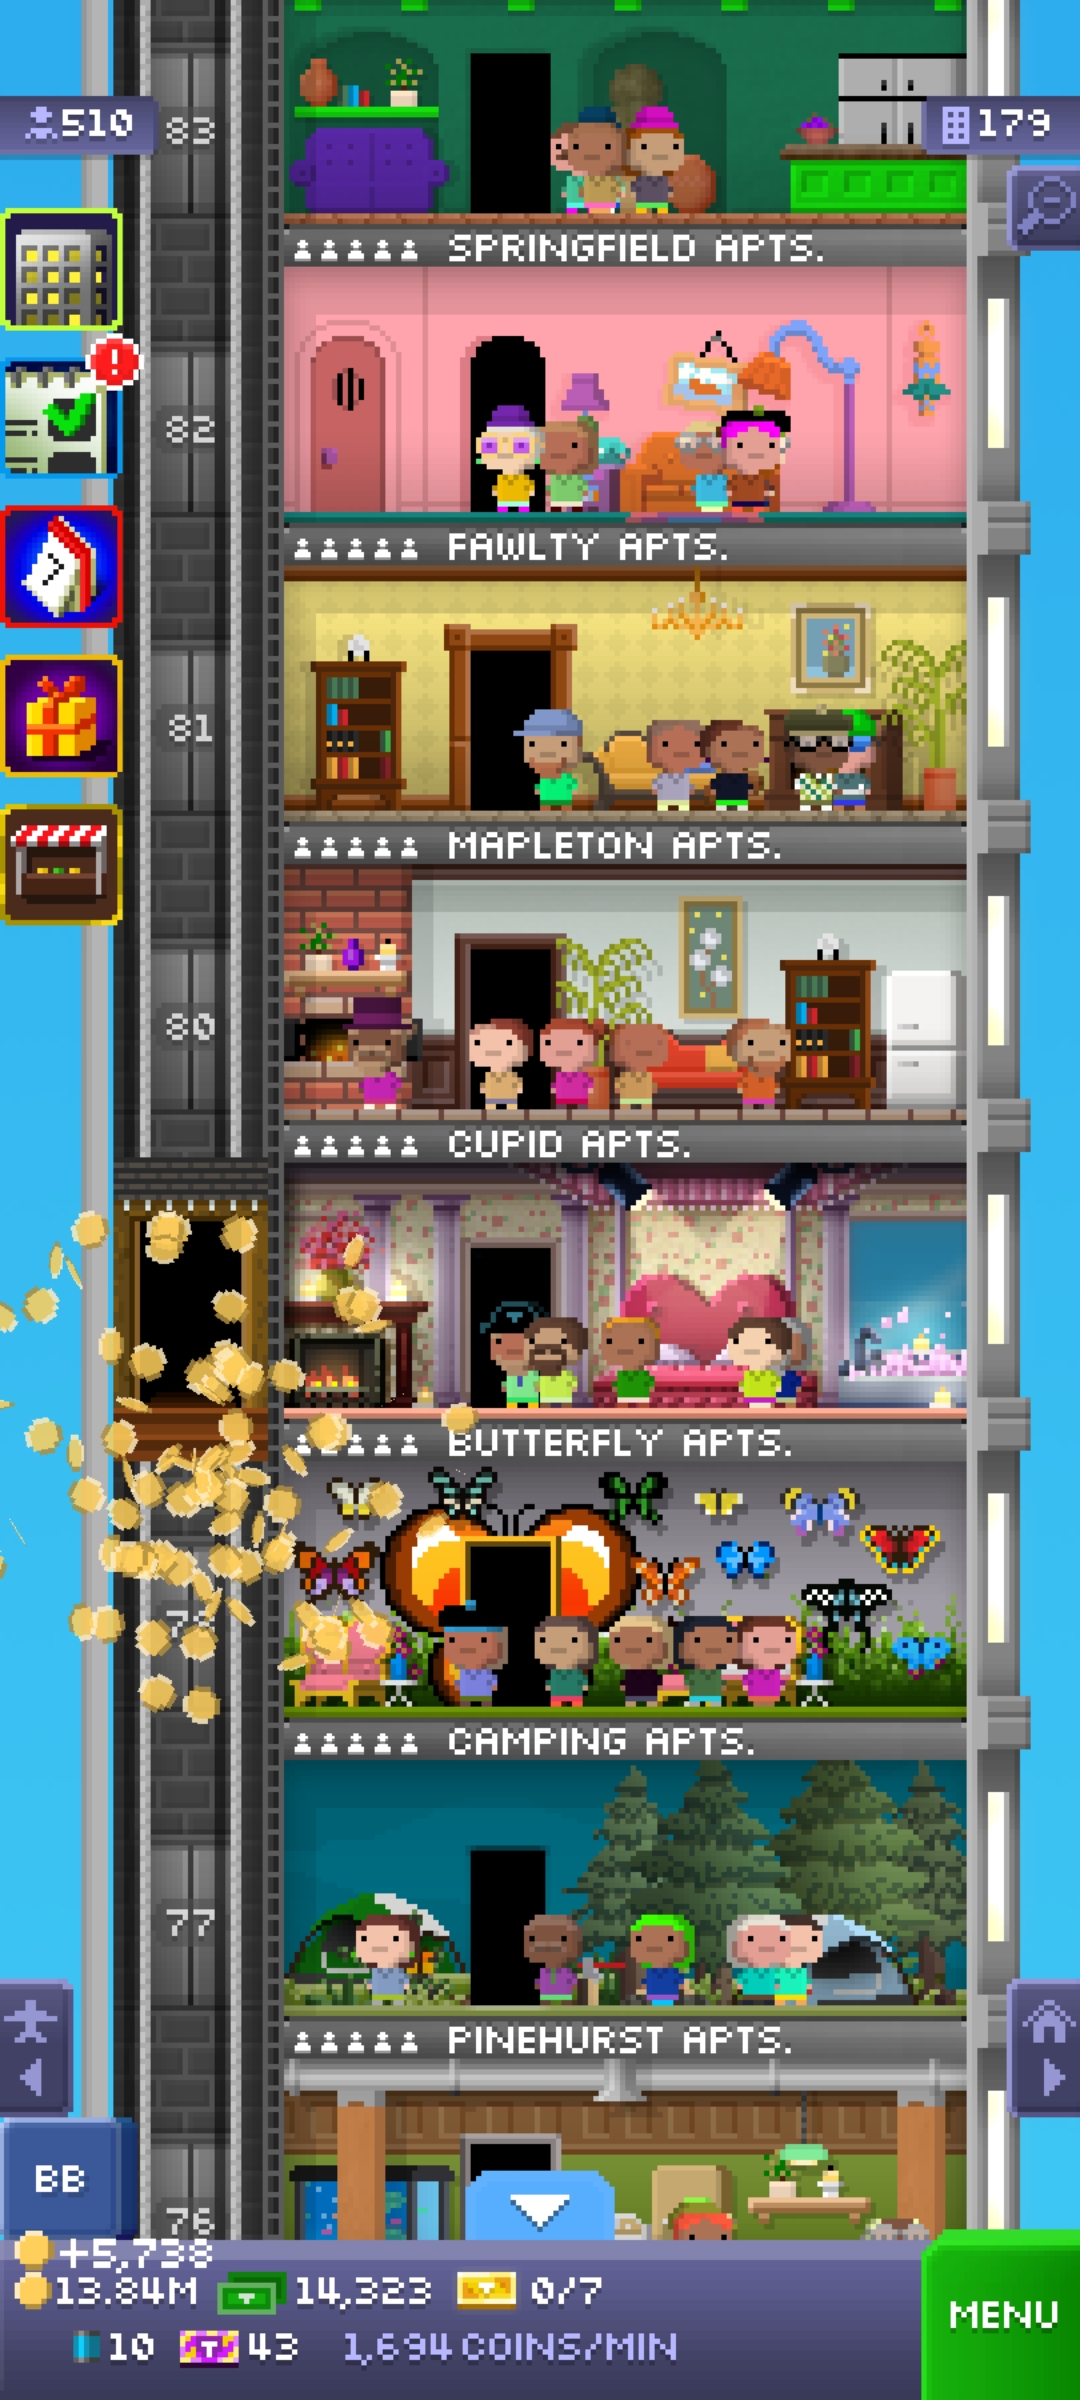 83
510
179
SPRINGFIELD APTS.
82
FAWLTY APTS.
81
MAPLETON APTS.
80
CUPID APTS.
BUTTERFLY APTS.
CAMPING APTS.
77
PINEHURST APTS.
BB
76
+5,738
13.84M 14,323 0/7
MENU
10 43 1,694 COINS/MIN